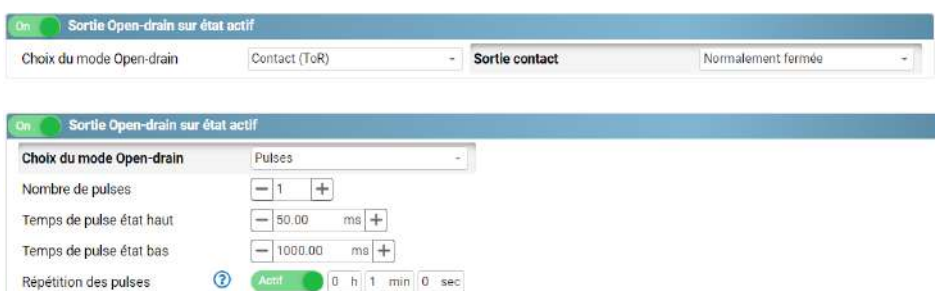 On Sortie Open-drain sur état actif
Choix du mode Open-drain Contact (ToR) Sortie contact Normalement fermée
On Sortie Open-drain sur état actif
Choix du mode Open-drain Pulses
Nombre de pulses − 1 +
Temps de pulse état haut − 50.00 ms +
Temps de pulse état bas − 1000.00 ms +
Répétition des pulses ? Actif 0 h 1 min 0 sec